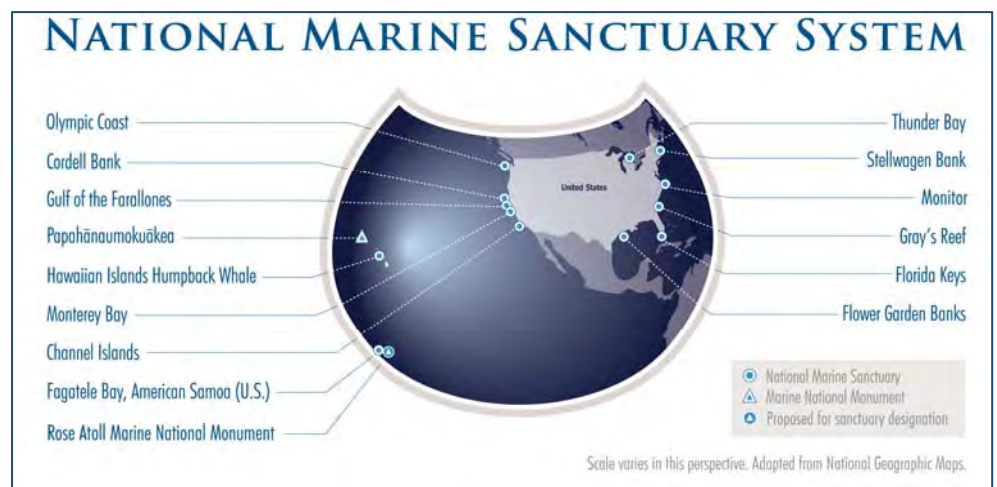 NATIONAL MARINE SANCTUARY SYSTEM
Olympic Coast
Cordell Bank
Gulf of the Farallones
Papahānaumokuākea
Hawaiian Islands Humpback Whale
Monterey Bay
Channel Islands
Fagatele Bay, American Samoa (U.S.)
Rose Atoll Marine National Monument
United States
Thunder Bay
Stellwagen Bank
Monitor
Gray's Reef
Florida Keys
Flower Garden Banks
National Marine Sanctuary
Marine National Monument
Proposed for sanctuary designation
Scale varies in this perspective. Adapted from National Geographic Maps.